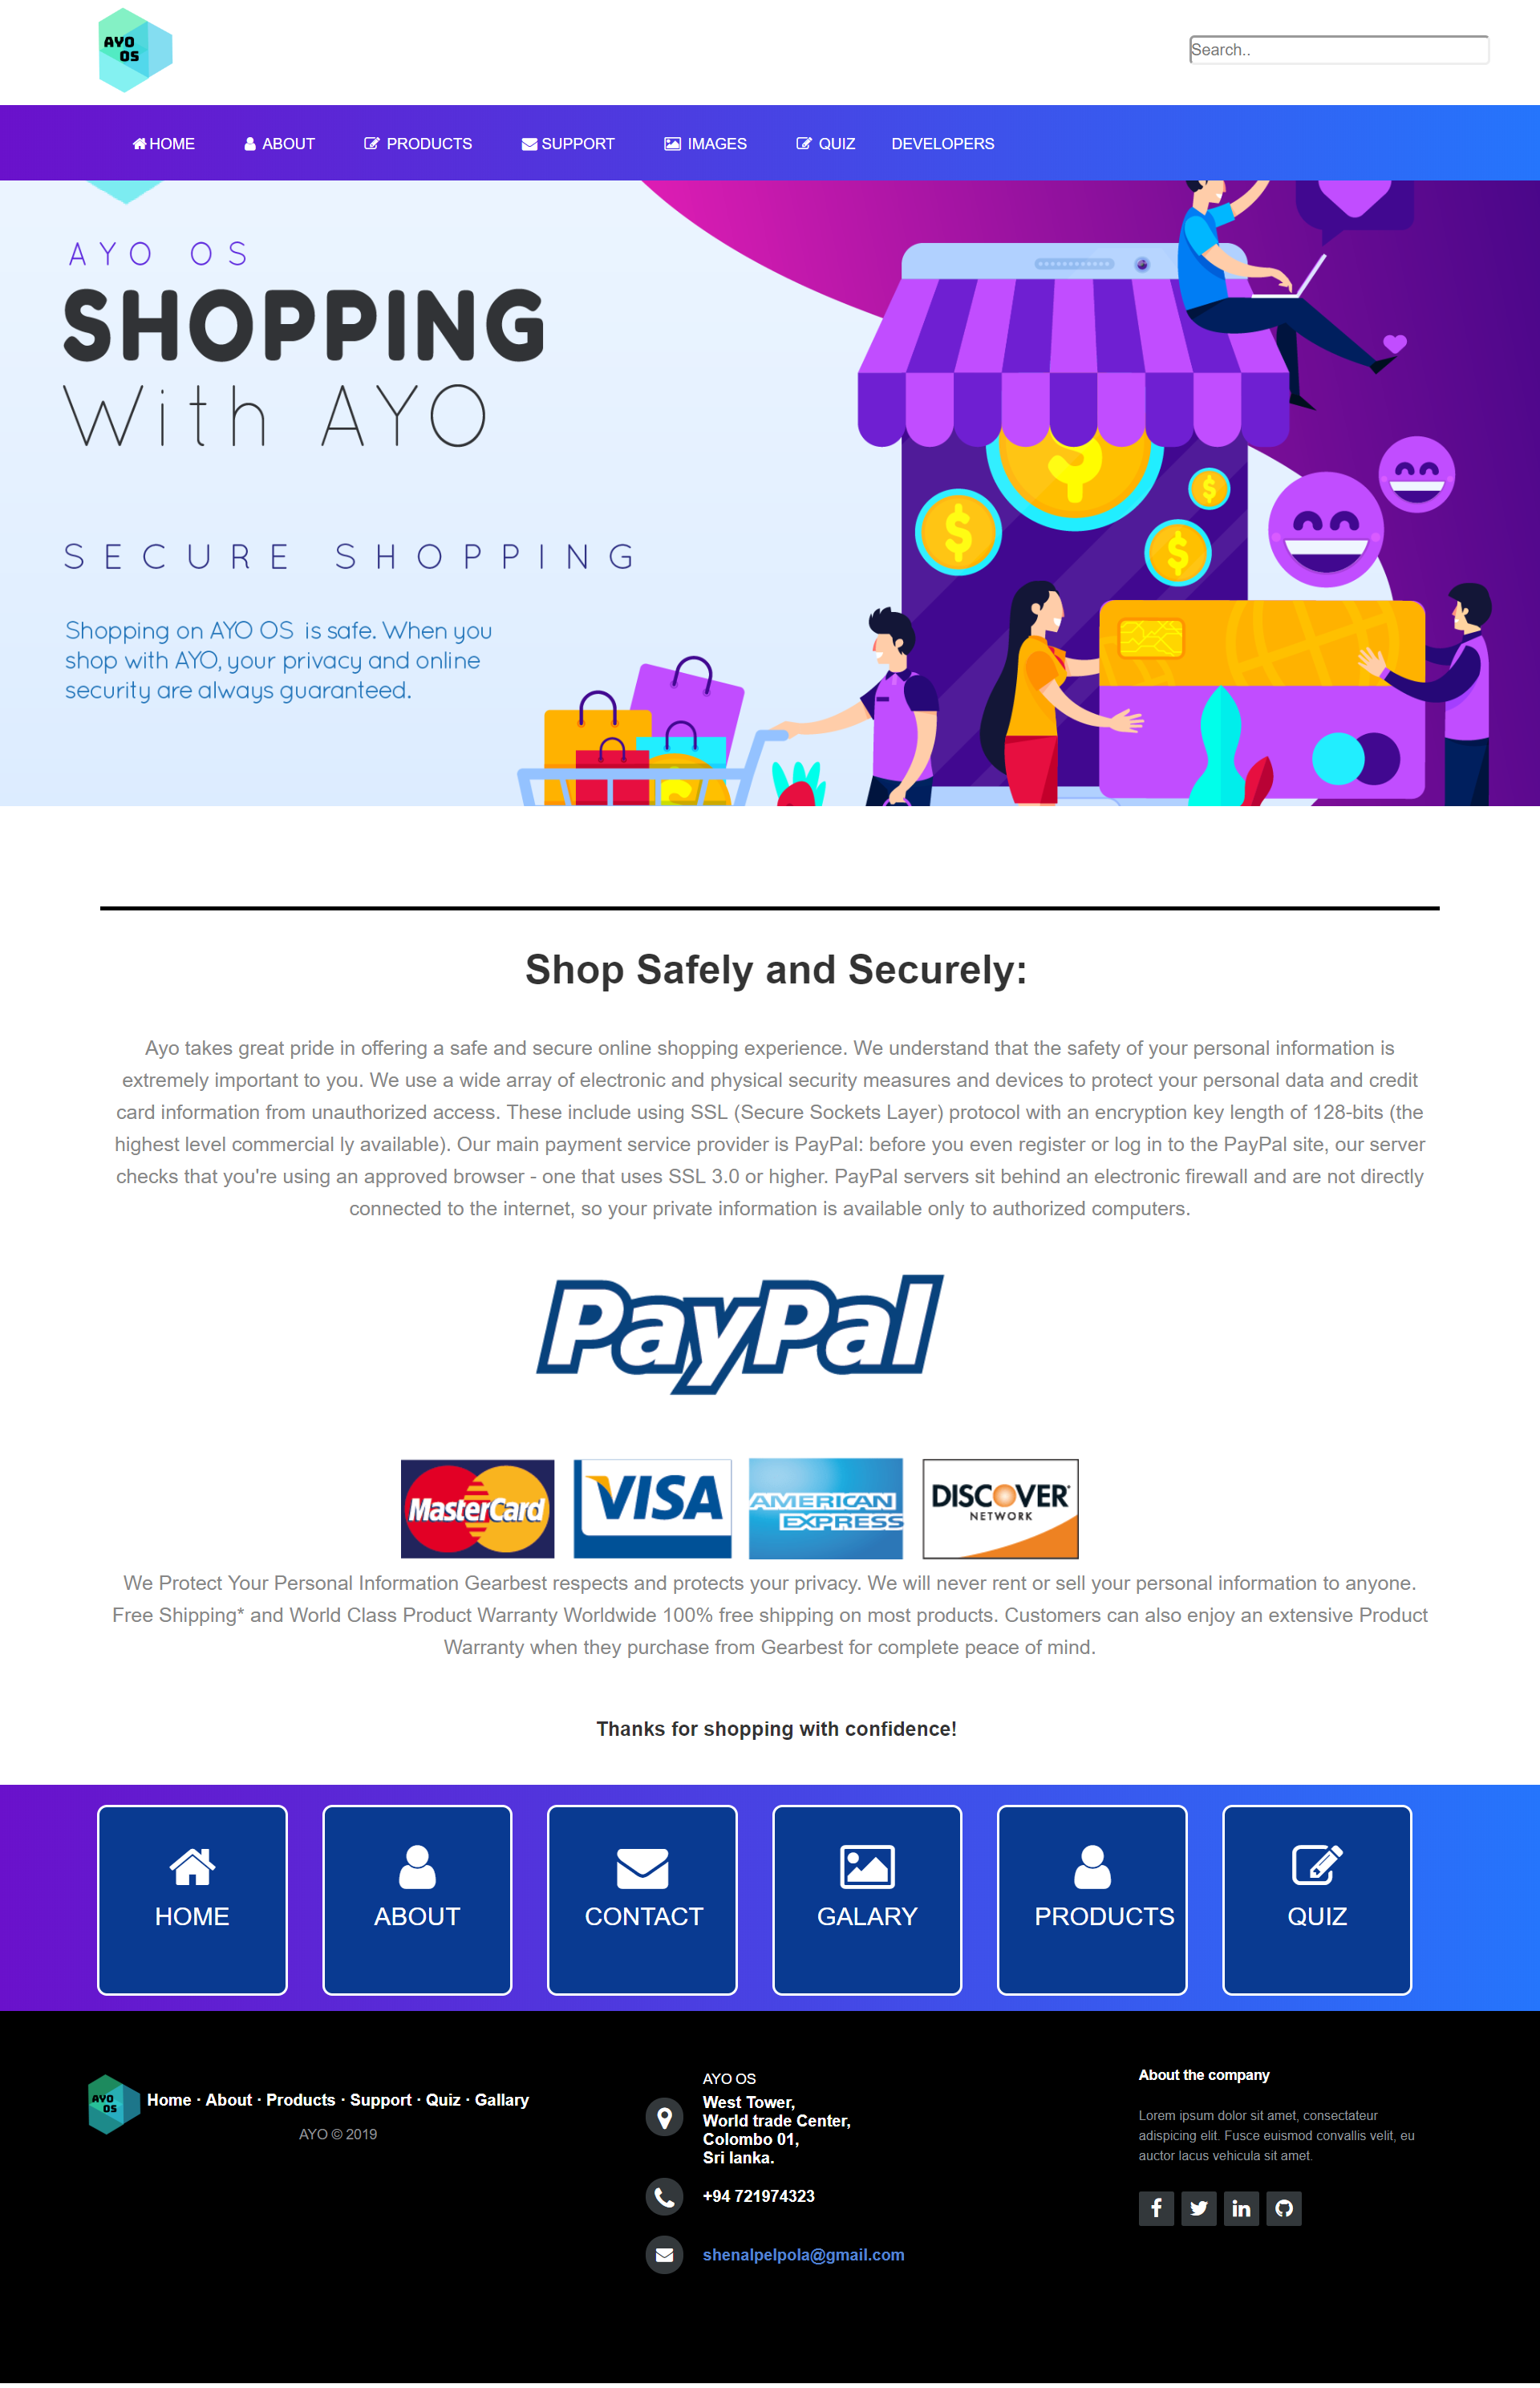 AYO
OS
Search..
HOME ABOUT PRODUCTS SUPPORT IMAGES QUIZ DEVELOPERS
AYO OS
SHOPPING
With AYO
SECURE SHOPPING
Shopping on AYO OS is safe. When you
shop with AYO, your privacy and online
security are always guaranteed.
$
$
$
$
Shop Safely and Securely:
Ayo takes great pride in offering a safe and secure online shopping experience. We understand that the safety of your personal information is
extremely important to you. We use a wide array of electronic and physical security measures and devices to protect your personal data and credit
card information from unauthorized access. These include using SSL (Secure Sockets Layer) protocol with an encryption key length of 128-bits (the
highest level commercial ly available). Our main payment service provider is PayPal: before you even register or log in to the PayPal site, our server
checks that you're using an approved browser - one that uses SSL 3.0 or higher. PayPal servers sit behind an electronic firewall and are not directly
connected to the internet, so your private information is available only to authorized computers.
PayPal
MasterCard
VISA
AMERICAN
EXPRESS
DISCOVER
NETWORK
We Protect Your Personal Information Gearbest respects and protects your privacy. We will never rent or sell your personal information to anyone.
Free Shipping* and World Class Product Warranty Worldwide 100% free shipping on most products. Customers can also enjoy an extensive Product
Warranty when they purchase from Gearbest for complete peace of mind.
Thanks for shopping with confidence!
HOME
ABOUT
CONTACT
GALARY
PRODUCTS
QUIZ
AYO
OS
Home · About · Products · Support · Quiz · Gallary
AYO © 2019
AYO OS
West Tower,
World trade Center,
Colombo 01,
Sri lanka.
+94 721974323
shenalpelpola@gmail.com
About the company
Lorem ipsum dolor sit amet, consectateur
adispicing elit. Fusce euismod convallis velit, eu
auctor lacus vehicula sit amet.